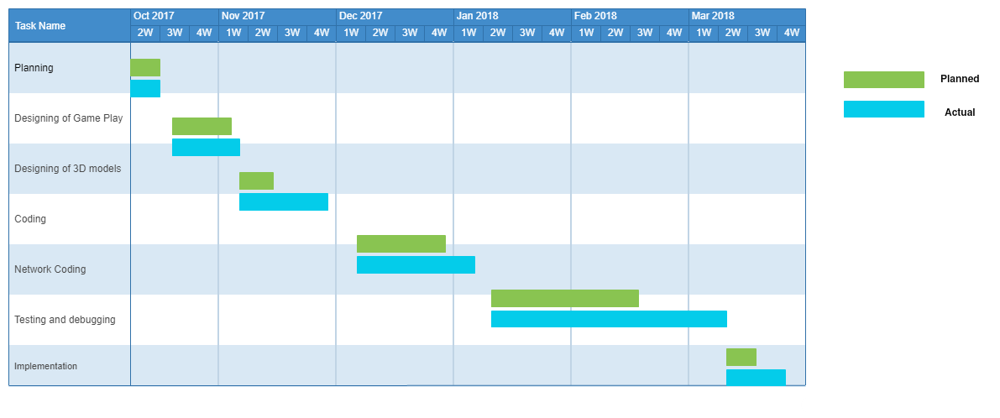 Task Name
Oct 2017 Nov 2017 Dec 2017 Jan 2018 Feb 2018 Mar 2018
2W 3W 4W 1W 2W 3W 4W 1W 2W 3W 4W 1W 2W 3W 4W 1W 2W 3W 4W 1W 2W 3W 4W
Planning
Designing of Game Play
Designing of 3D models
Coding
Network Coding
Testing and debugging
Implementation
Planned
Actual